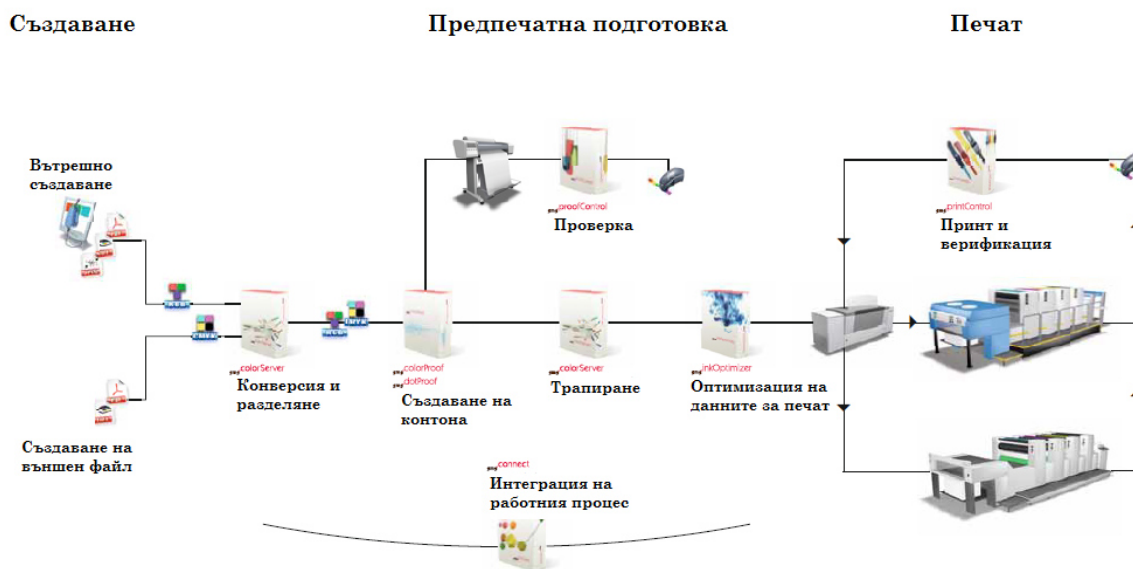 Създаване
Предпечатна подготовка
Печат
Вътрешно
създаване
proofControl
Проверка
printControl
Принт и
верификация
colorServer
Конверсия и
разделяне
colorProof
dotProof
Създаване на
контона
colorServer
Трапиране
inkOptimizer
Оптимизация на
данните за печат
Създаване на
външен файл
connect
Интеграция на
работния процес